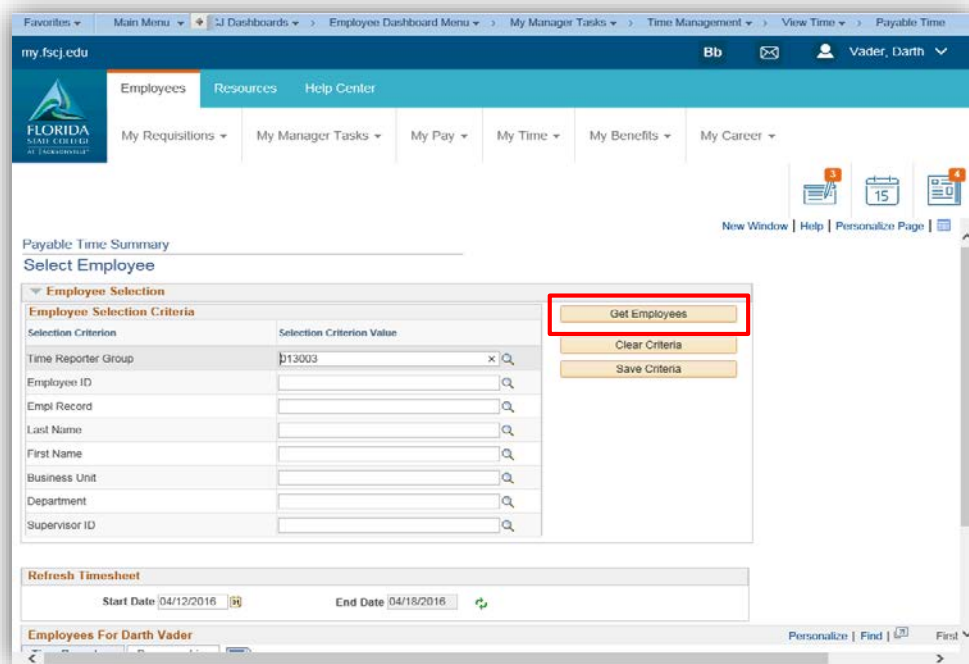 Favorites Main Menu SJ Dashboards > Employee Dashboard Menu > My Manager Tasks > Time Management > View Time > Payable Time
my.fscj.edu Bb Vader, Darth
Employees Resources Help Center
FLORIDA
STATE COLLEGE
AT JACKSONVILLE
My Requisitions My Manager Tasks My Pay My Time My Benefits My Career
3 15 4
New Window | Help | Personalize Page |
Payable Time Summary
Select Employee
Employee Selection
Employee Selection Criteria Get Employees
Selection Criterion Selection Criterion Value
Clear Criteria
Time Reporter Group 013003 ×
Save Criteria
Employee ID
Empl Record
Last Name
First Name
Business Unit
Department
Supervisor ID
Refresh Timesheet
Start Date 04/12/2016 End Date 04/18/2016
Employees For Darth Vader Personalize | Find | First